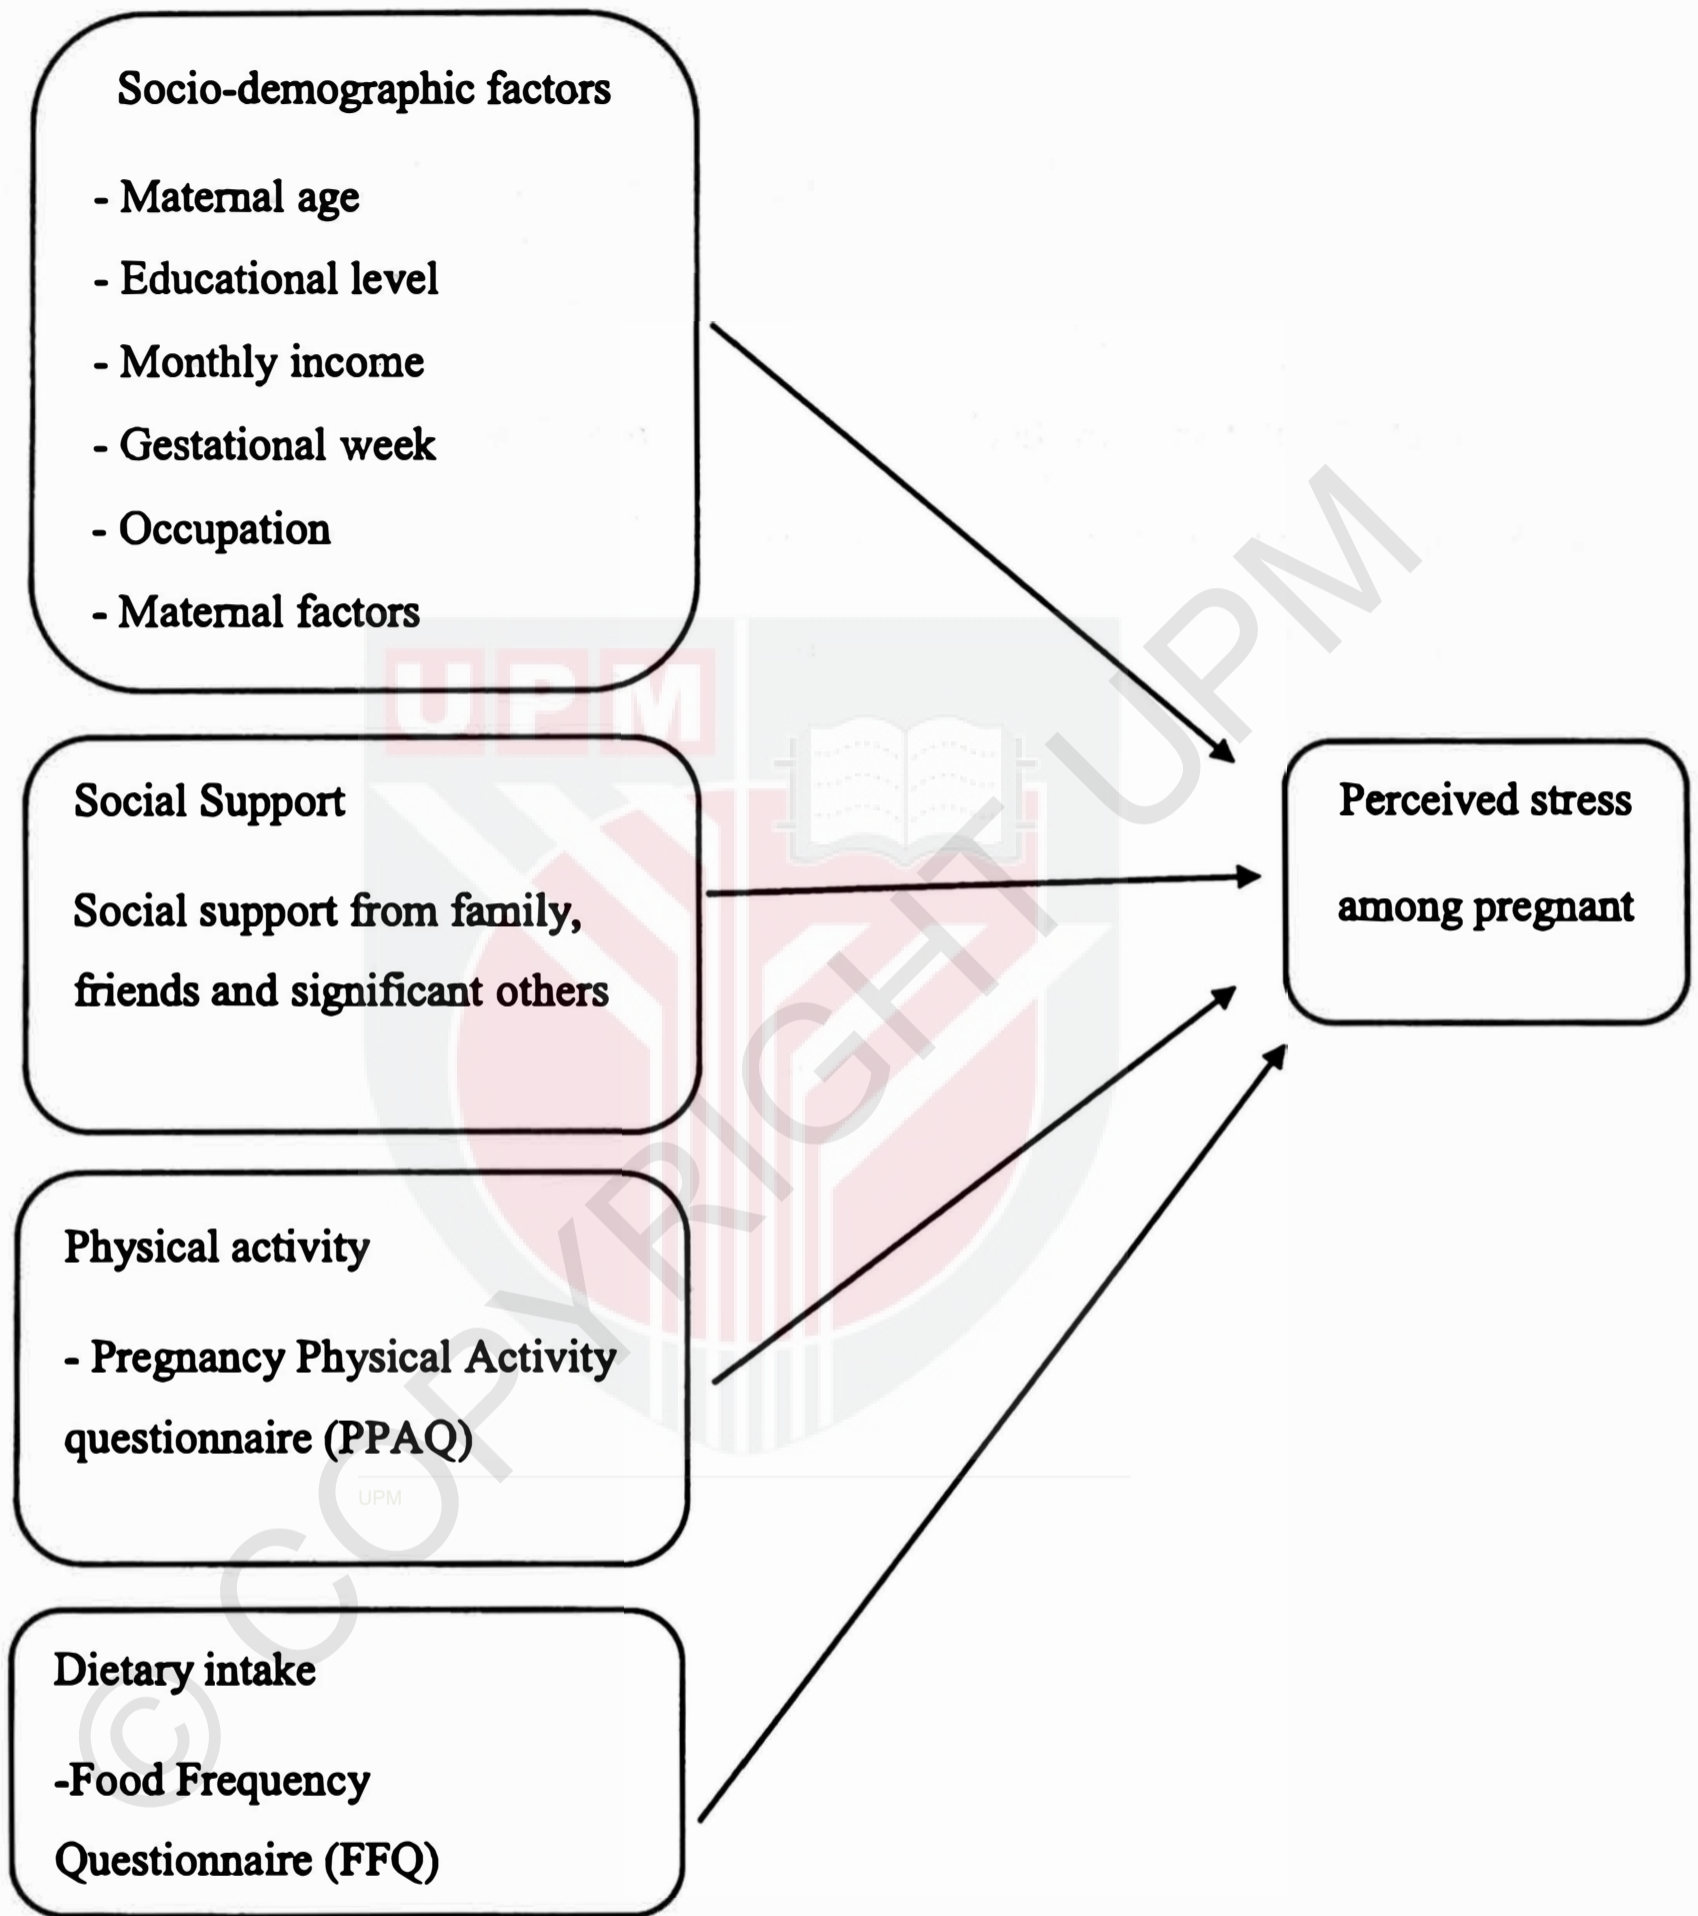 Socio-demographic factors
- Maternal age
- Educational level
- Monthly income
- Gestational week
- Occupation
- Maternal factors
Social Support
Social support from family,
friends and significant others
Physical activity
- Pregnancy Physical Activity
questionnaire (PPAQ)
Dietary intake
-Food Frequency
Questionnaire (FFQ)
Perceived stress
among pregnant
UPM
UPM
© COPYRIGHT UPM